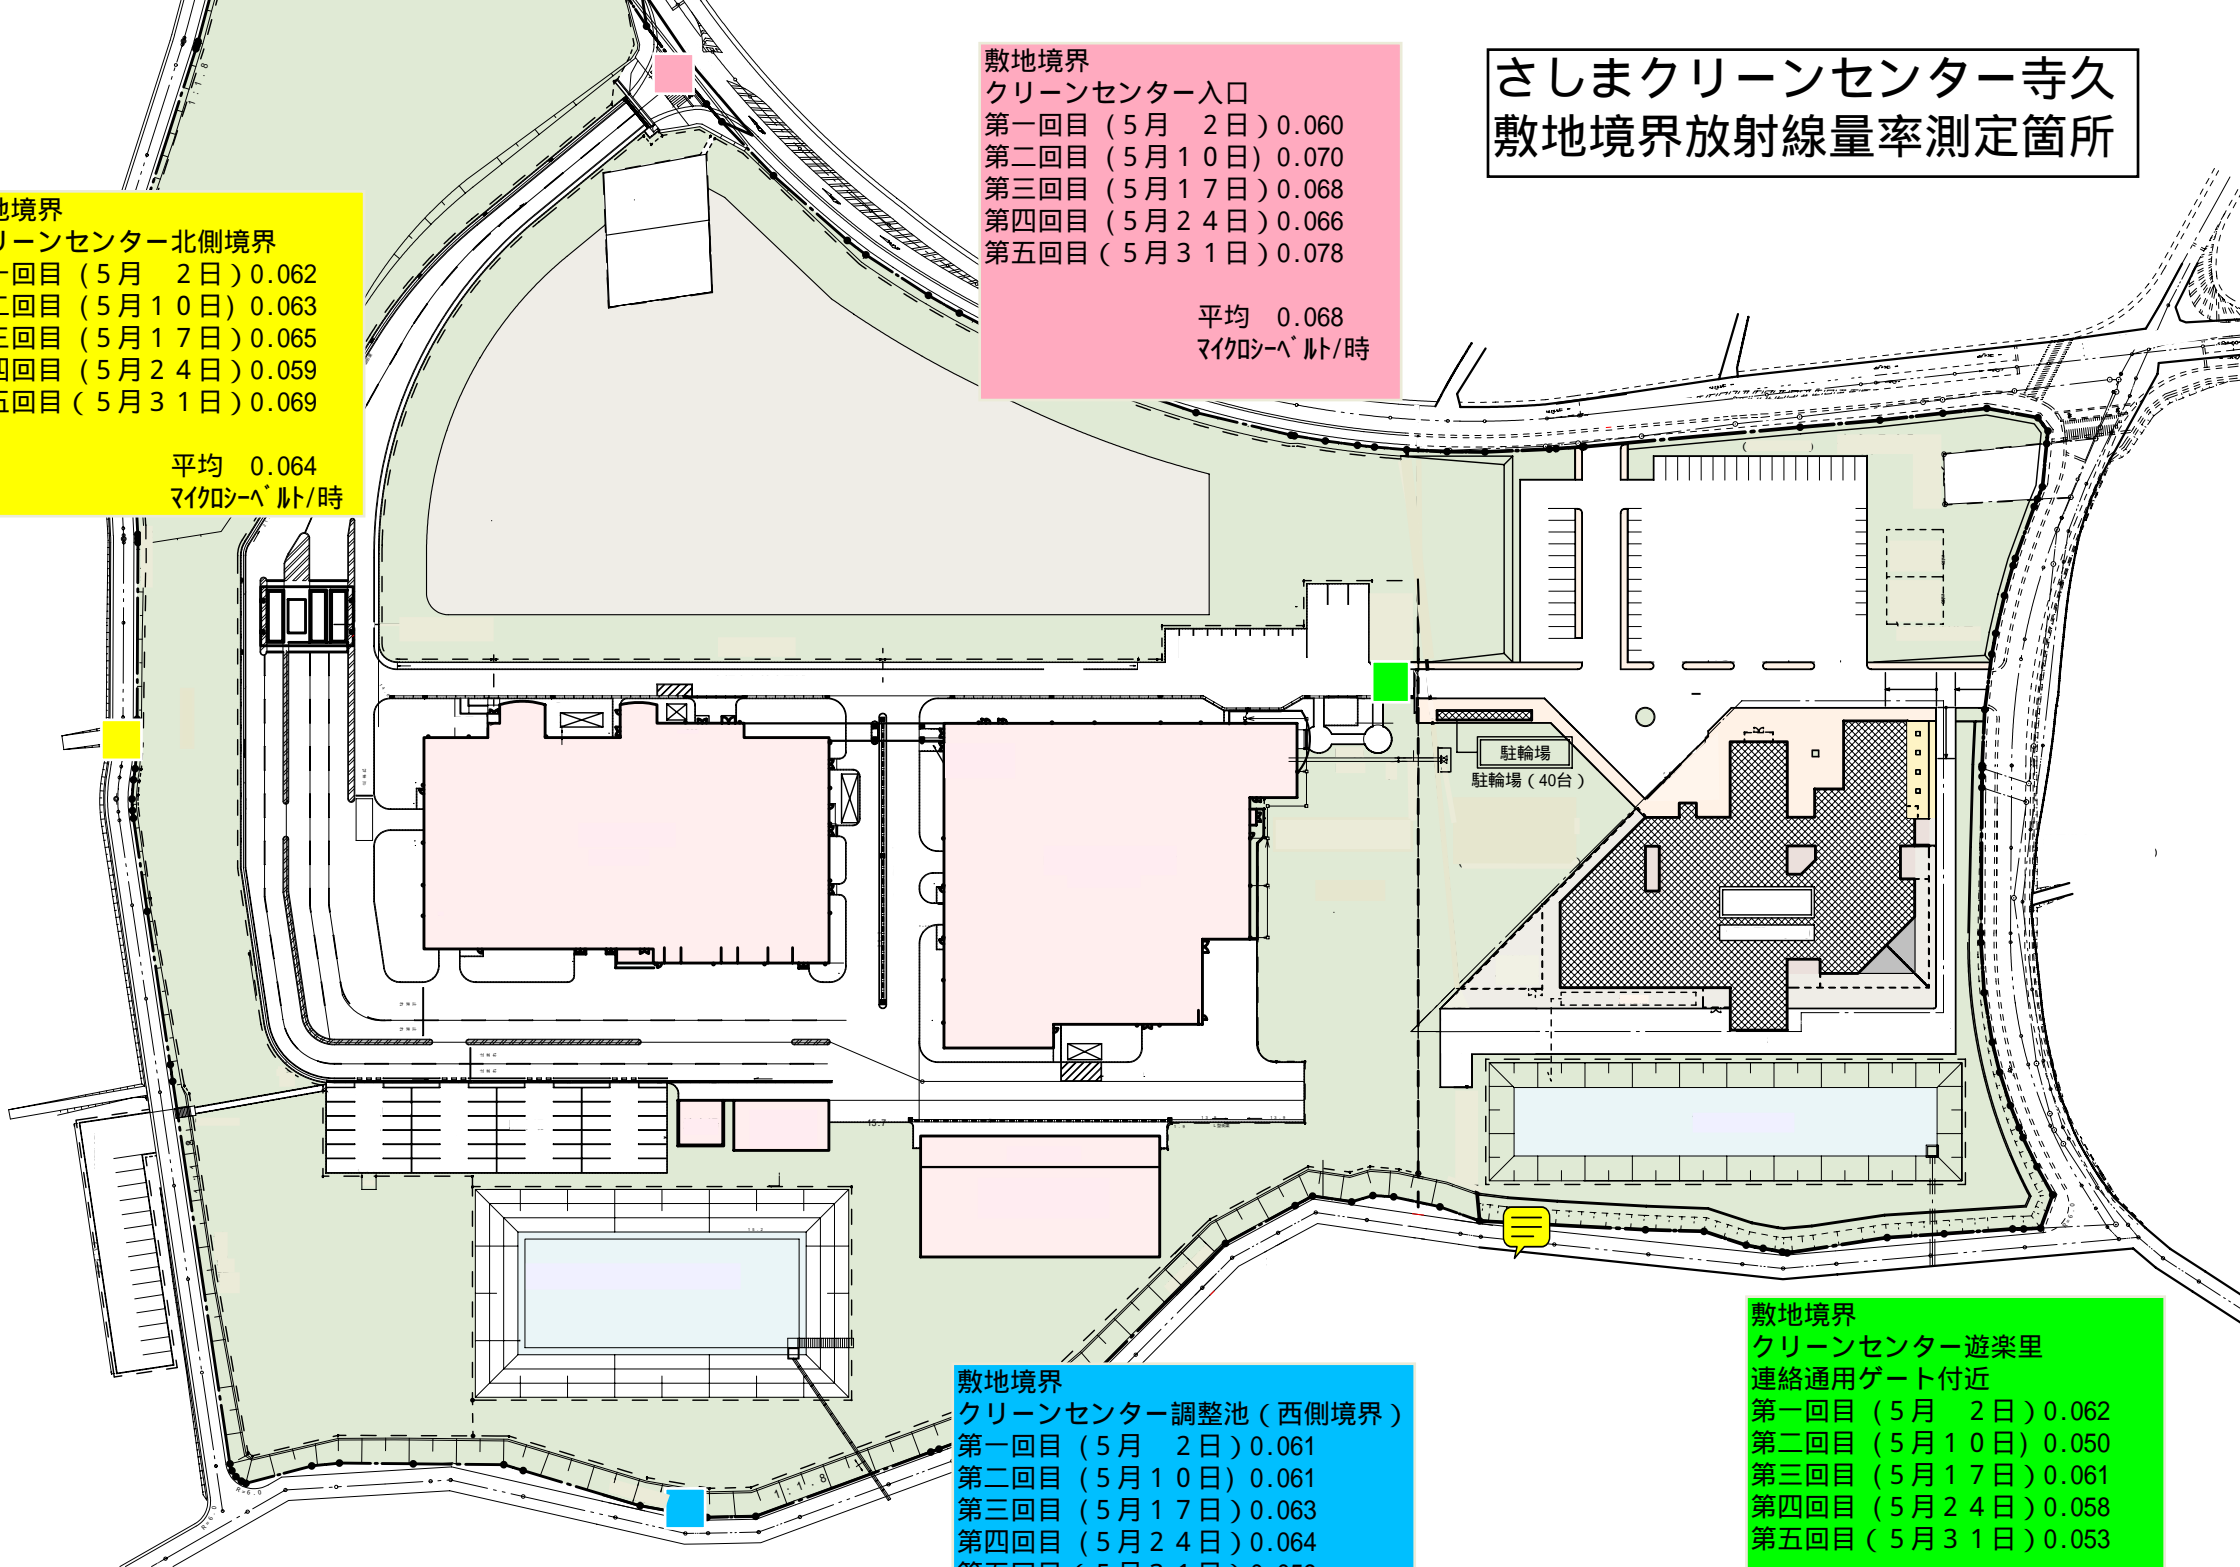 さしまクリーンセンター寺久
敷地境界放射線量率測定箇所
敷地境界
クリーンセンター入口
第一回目（5月　2日）0.060
第二回目（5月１０日）0.070
第三回目（5月１７日）0.068
第四回目（5月２４日）0.066
第五回目（５月３１日）0.078
平均　0.068
ﾏｲｸﾛｼｰﾍﾞﾙﾄ/時
地境界
リーンセンター北側境界
一回目（5月　2日）0.062
二回目（5月１０日）0.063
三回目（5月１７日）0.065
四回目（5月２４日）0.059
五回目（５月３１日）0.069
平均　0.064
ﾏｲｸﾛｼｰﾍﾞﾙﾄ/時
駐輪場
駐輪場（40台）
15.7
1:1.8
R=6.0
敷地境界
クリーンセンター調整池（西側境界）
第一回目（5月　2日）0.061
第二回目（5月１０日）0.061
第三回目（5月１７日）0.063
第四回目（5月２４日）0.064
敷地境界
クリーンセンター遊楽里
連絡通用ゲート付近
第一回目（5月　2日）0.062
第二回目（5月１０日）0.050
第三回目（5月１７日）0.061
第四回目（5月２４日）0.058
第五回目（５月３１日）0.053